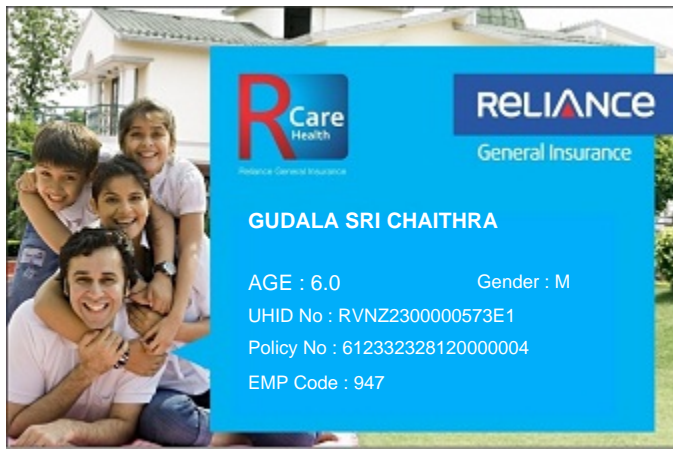 RCare
Health
Reliance General Insurance
RELIANCE
General Insurance
GUDALA SRI CHAITHRA
AGE : 6.0 Gender : M
UHID No : RVNZ2300000573E1
Policy No : 612332328120000004
EMP Code : 947